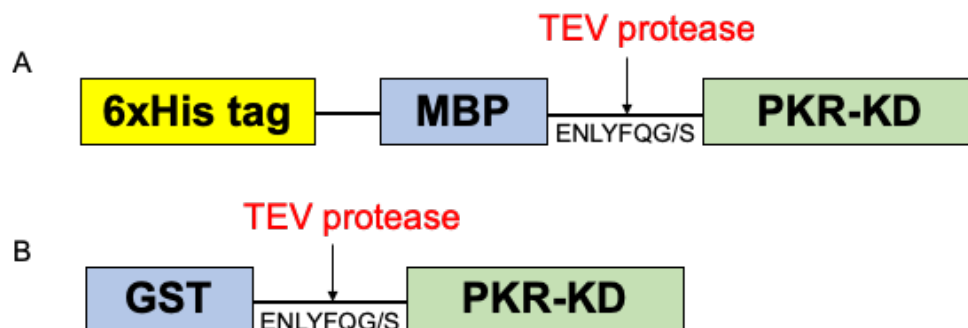 TEV protease
A
6xHis tag MBP PKR-KD
ENLYFQG/S
TEV protease
B
GST PKR-KD
ENLYFQG/S